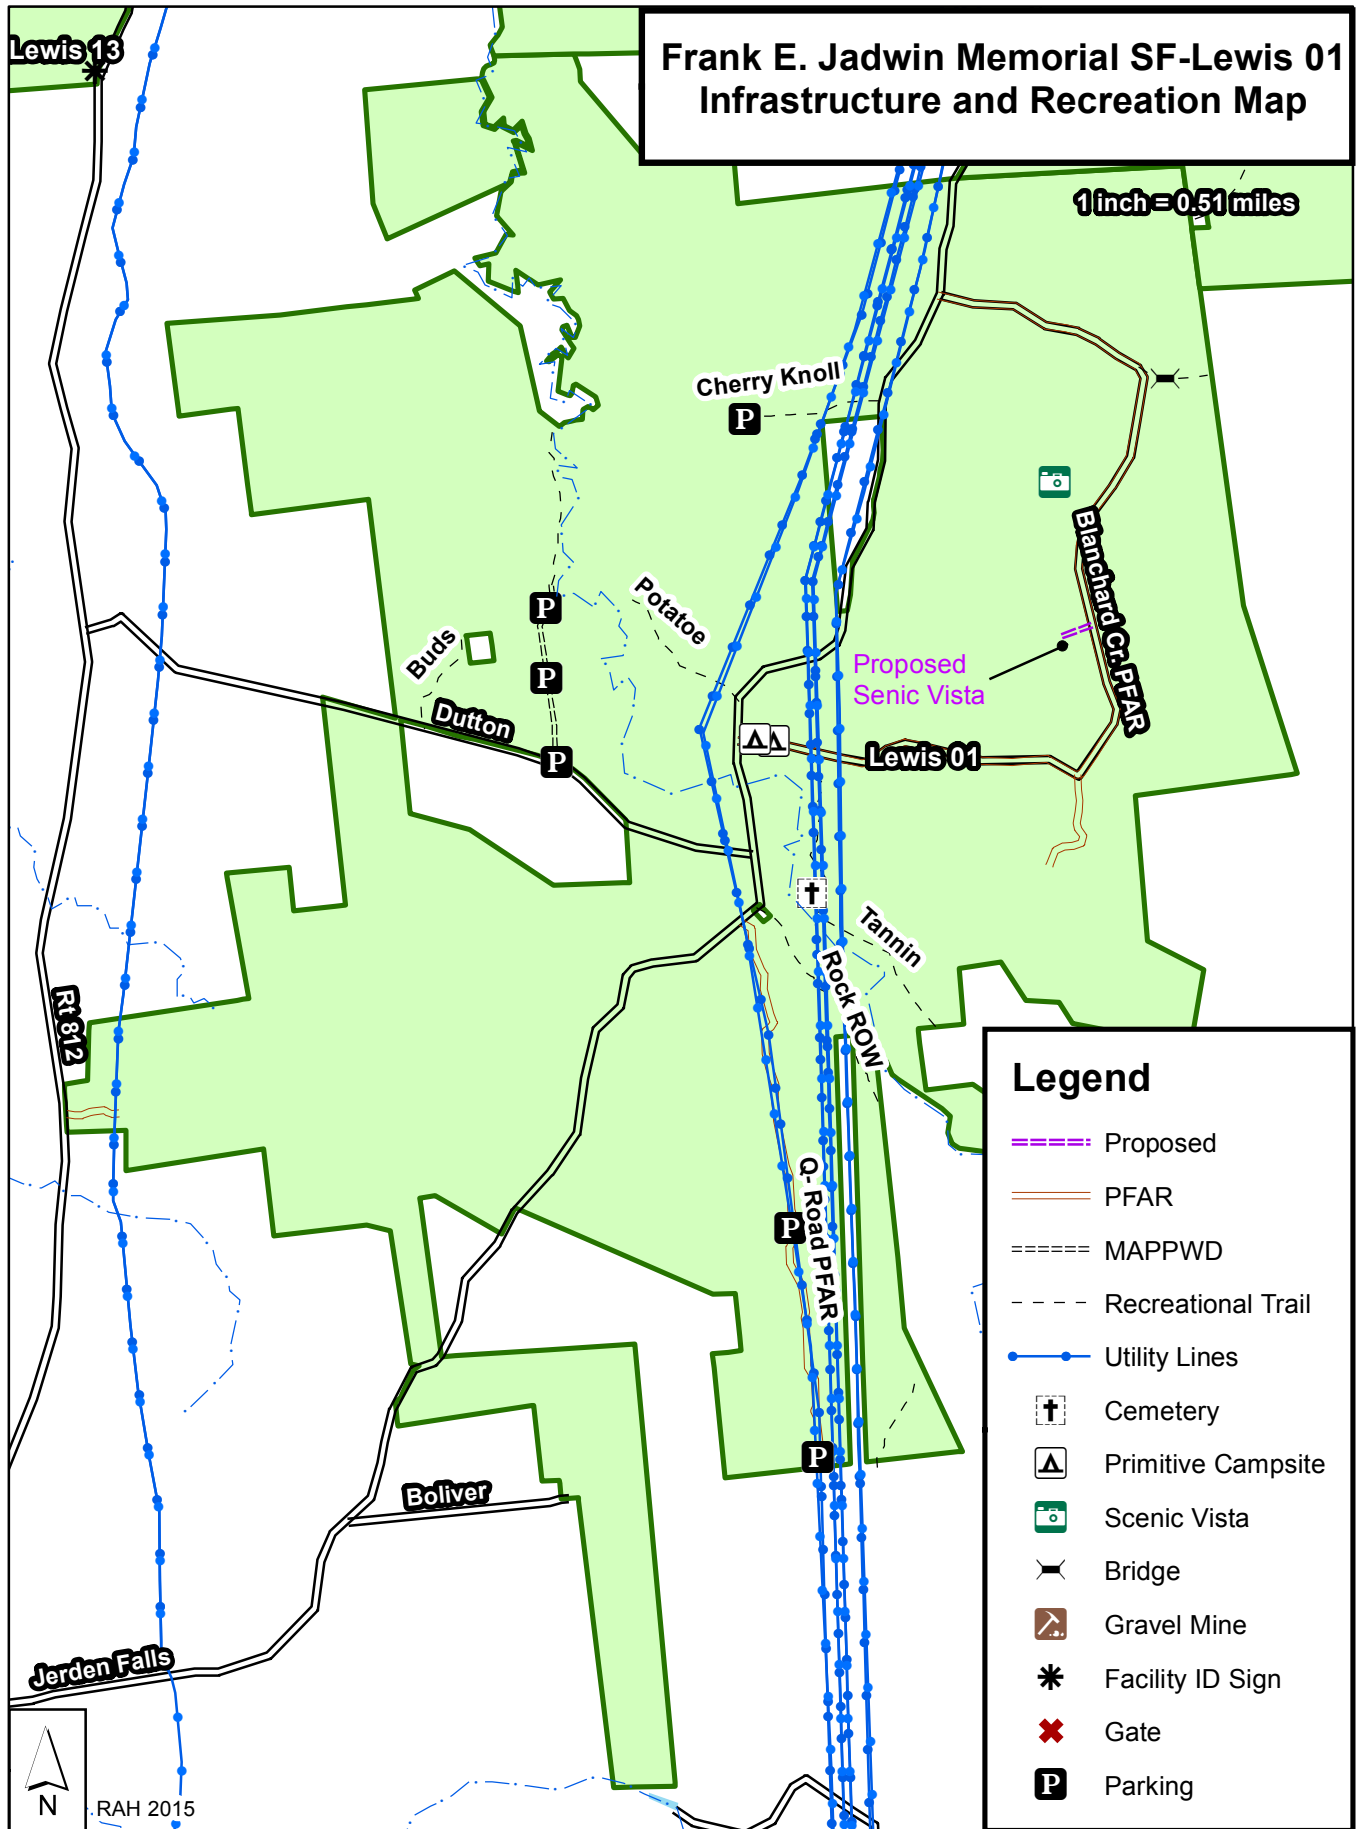 Frank E. Jadwin Memorial SF-Lewis 01
Infrastructure and Recreation Map
Lewis 13
1 inch = 0.51 miles
Cherry Knoll
P
Blanchard Cr. PFAR
Potatoe
P
Buds
P
Proposed
Senic Vista
Dutton
P
Lewis 01
Tannin
Rock ROW
Rt 812
Q- Road PFAR
P
P
Boliver
Jerden Falls
N
RAH 2015
Legend
Proposed
PFAR
MAPPWD
Recreational Trail
Utility Lines
Cemetery
Primitive Campsite
Scenic Vista
Bridge
Gravel Mine
Facility ID Sign
Gate
P Parking